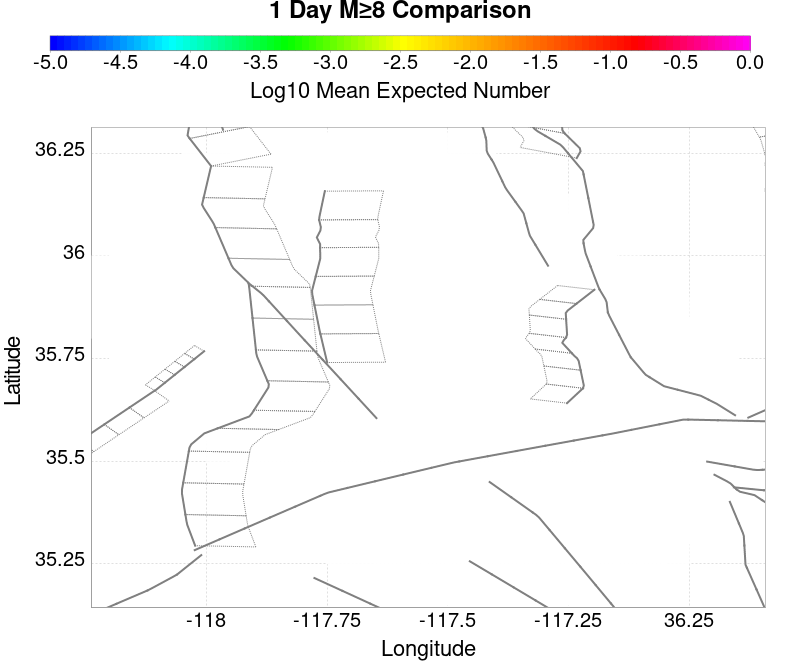 1 Day M≥8 Comparison
-5.0 -4.5 -4.0 -3.5 -3.0 -2.5 -2.0 -1.5 -1.0 -0.5 0.0
Log10 Mean Expected Number
36.25
36
35.75
35.5
35.25
Latitude
-118 -117.75 -117.5 -117.25 36.25
Longitude